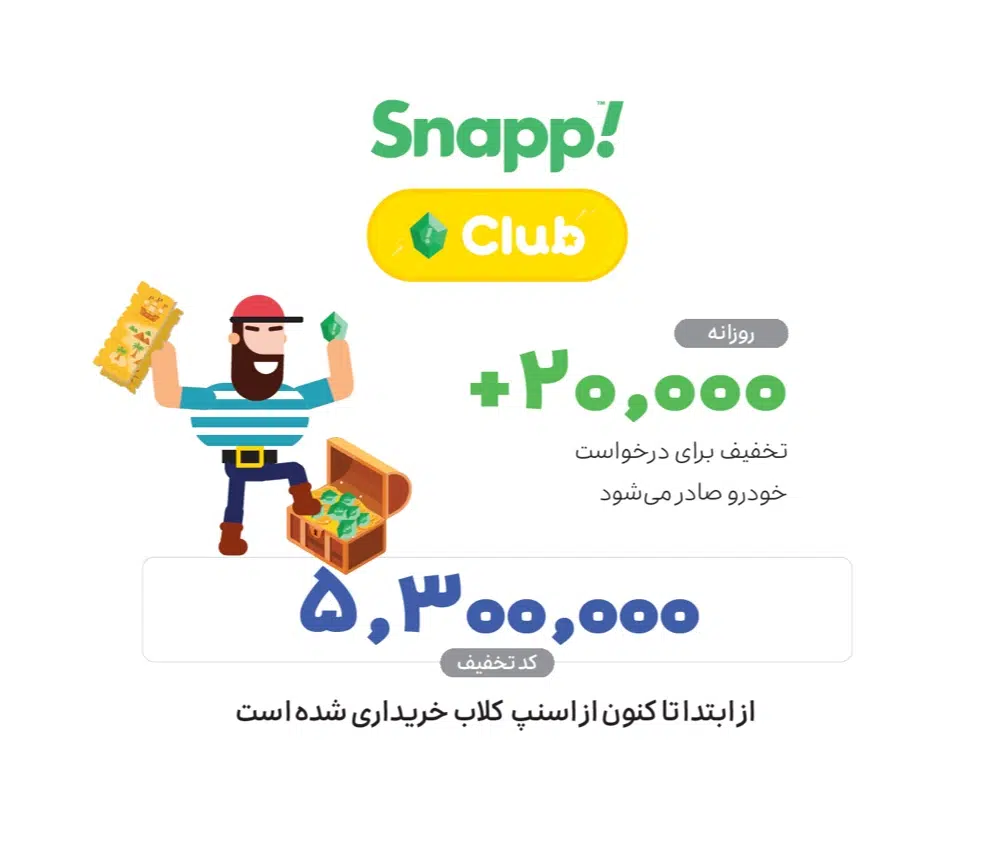 Snapp!™
Club
روزانه
۲۰,۰۰۰+
تخفیف برای درخواست
خودرو صادر می‌شود
۵,۳۰۰,۰۰۰
کد تخفیف
از ابتدا تا کنون از اسنپ کلاب خریداری شده است